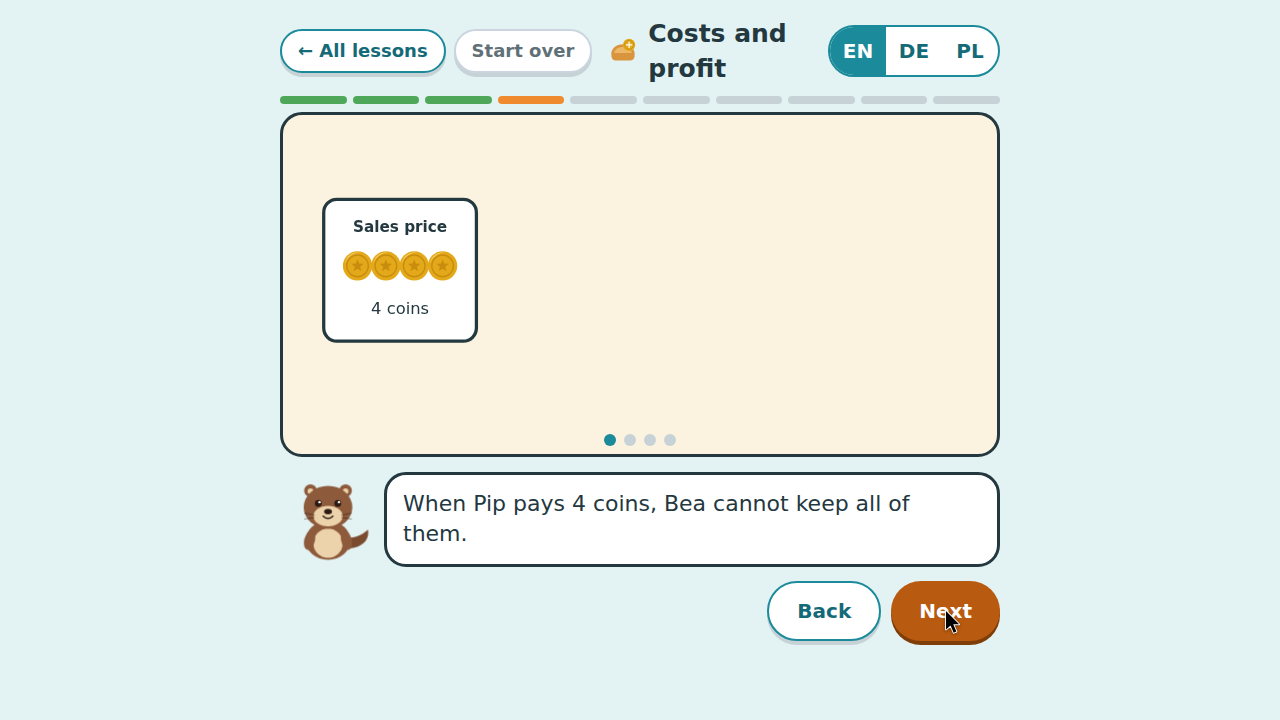 ← All lessons
Start over
Costs and
profit
EN DE PL
Sales price
4 coins
When Pip pays 4 coins, Bea cannot keep all of
them.
Back
Next